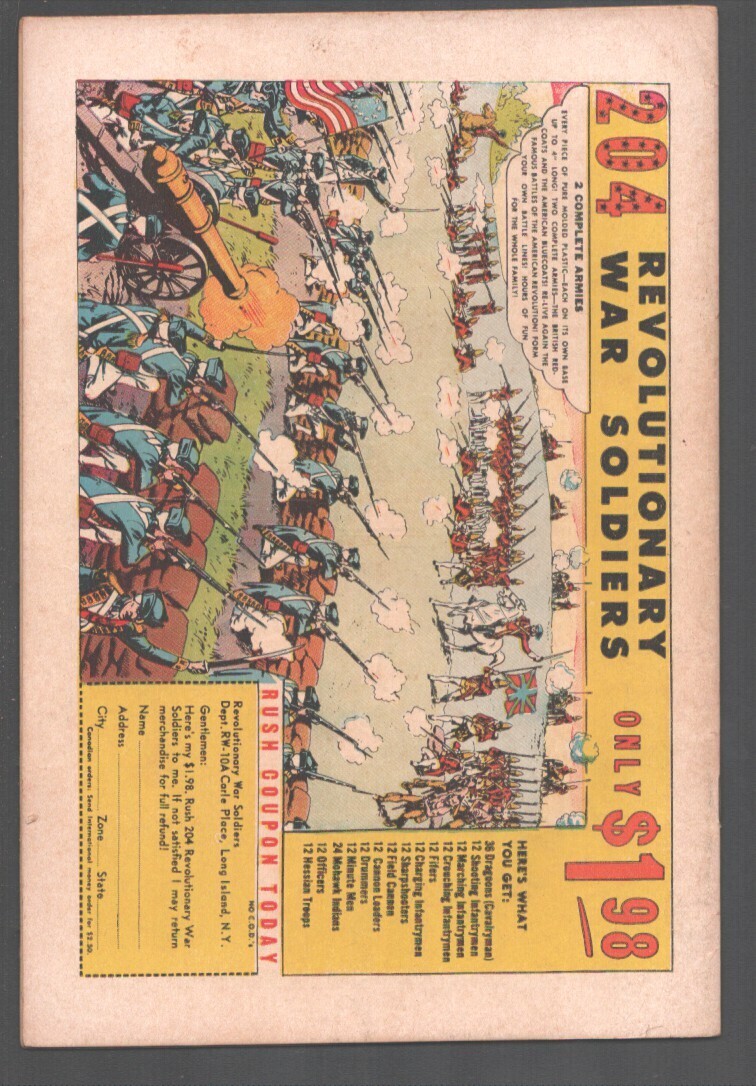 204 REVOLUTIONARY
WAR SOLDIERS
ONLY $1.98
2 COMPLETE ARMIES
EVERY PIECE OF PURE MOLDED PLASTIC—EACH ON ITS OWN BASE
UP TO 4" LONG! TWO COMPLETE ARMIES—THE BRITISH RED-
COATS AND THE AMERICAN BLUECOATS! RE-LIVE AGAIN THE
FAMOUS BATTLES OF THE AMERICAN REVOLUTION! FORM
YOUR OWN BATTLE LINES! HOURS OF FUN
FOR THE WHOLE FAMILY!
HERE'S WHAT
YOU GET:
36 Dragoons (Cavalryman)
12 Shooting Infantrymen
12 Marching Infantrymen
12 Crouching Infantrymen
12 Fifers
12 Charging Infantrymen
12 Sharpshooters
12 Field Cannon
12 Cannon Loaders
12 Drummers
12 Minute Men
24 Mohawk Indians
12 Officers
12 Hessian Troops
RUSH COUPON TODAY
NO C.O.D.'s
Revolutionary War Soldiers
Dept. RW-10A Carle Place, Long Island, N.Y.
Gentlemen:
Here's my $1.98. Rush 204 Revolutionary War
Soldiers to me. If not satisfied I may return
merchandise for full refund!
Name
Address
City Zone State
Canadian orders: Send International money order for $2.50.